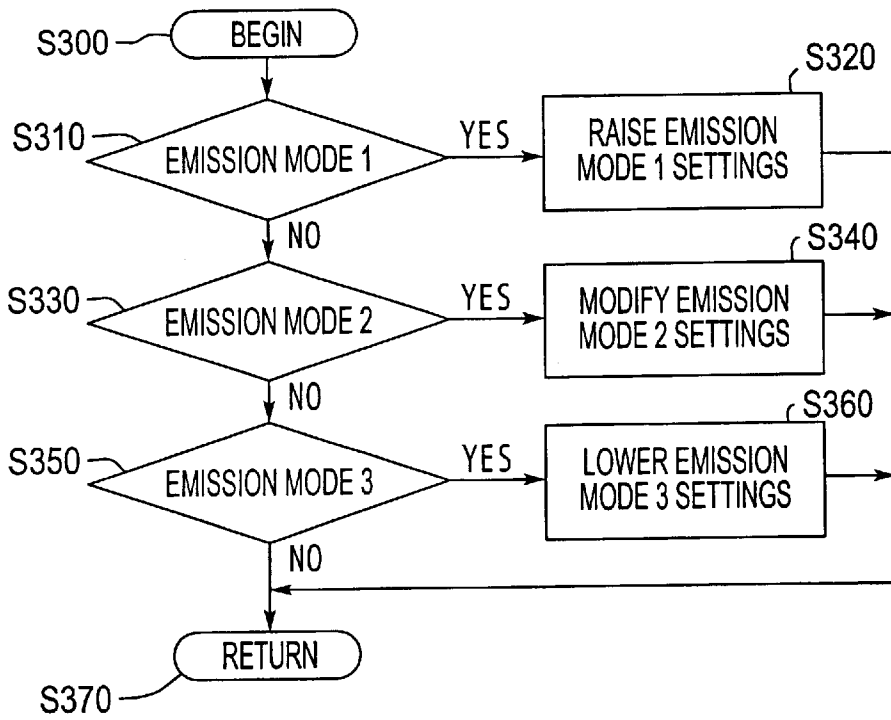 S300
BEGIN
S310
EMISSION MODE 1
YES
S320
RAISE EMISSION
MODE 1 SETTINGS
NO
S330
EMISSION MODE 2
YES
S340
MODIFY EMISSION
MODE 2 SETTINGS
NO
S350
EMISSION MODE 3
YES
S360
LOWER EMISSION
MODE 3 SETTINGS
NO
RETURN
S370